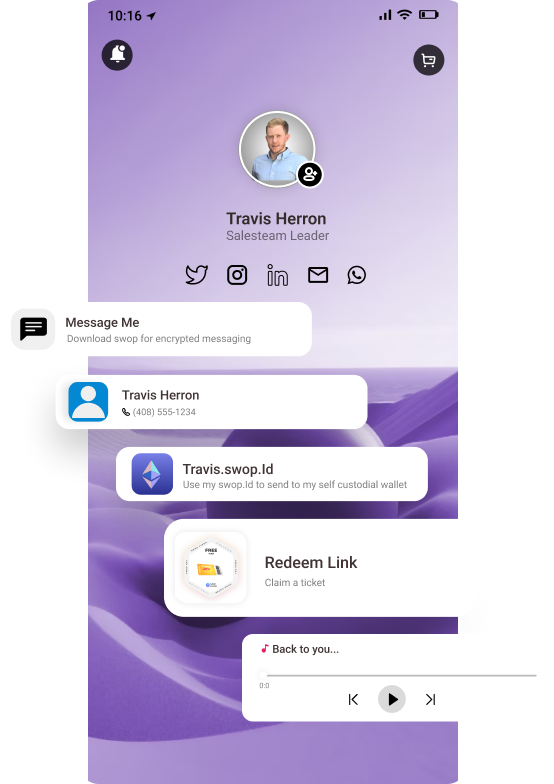 10:16
Travis Herron
Salesteam Leader
in
Message Me
Download swop for encrypted messaging
Travis Herron
(408) 555-1234
Travis.swop.Id
Use my swop.Id to send to my self custodial wallet
FREE
Redeem Link
Claim a ticket
Back to you...
0:0